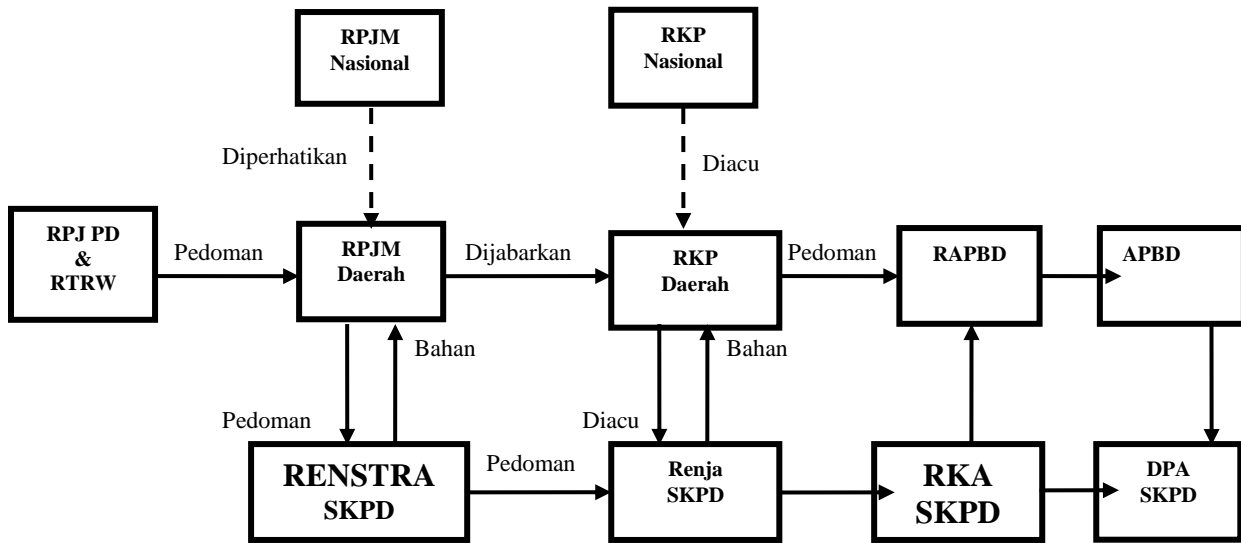 RPJM
Nasional
RKP
Nasional
Diperhatikan
Diacu
RPJ PD
&
RTRW
Pedoman
RPJM
Daerah
Dijabarkan
RKP
Daerah
Pedoman
RAPBD
APBD
Bahan
Bahan
Pedoman
Diacu
RENSTRA
SKPD
Pedoman
Renja
SKPD
RKA
SKPD
DPA
SKPD